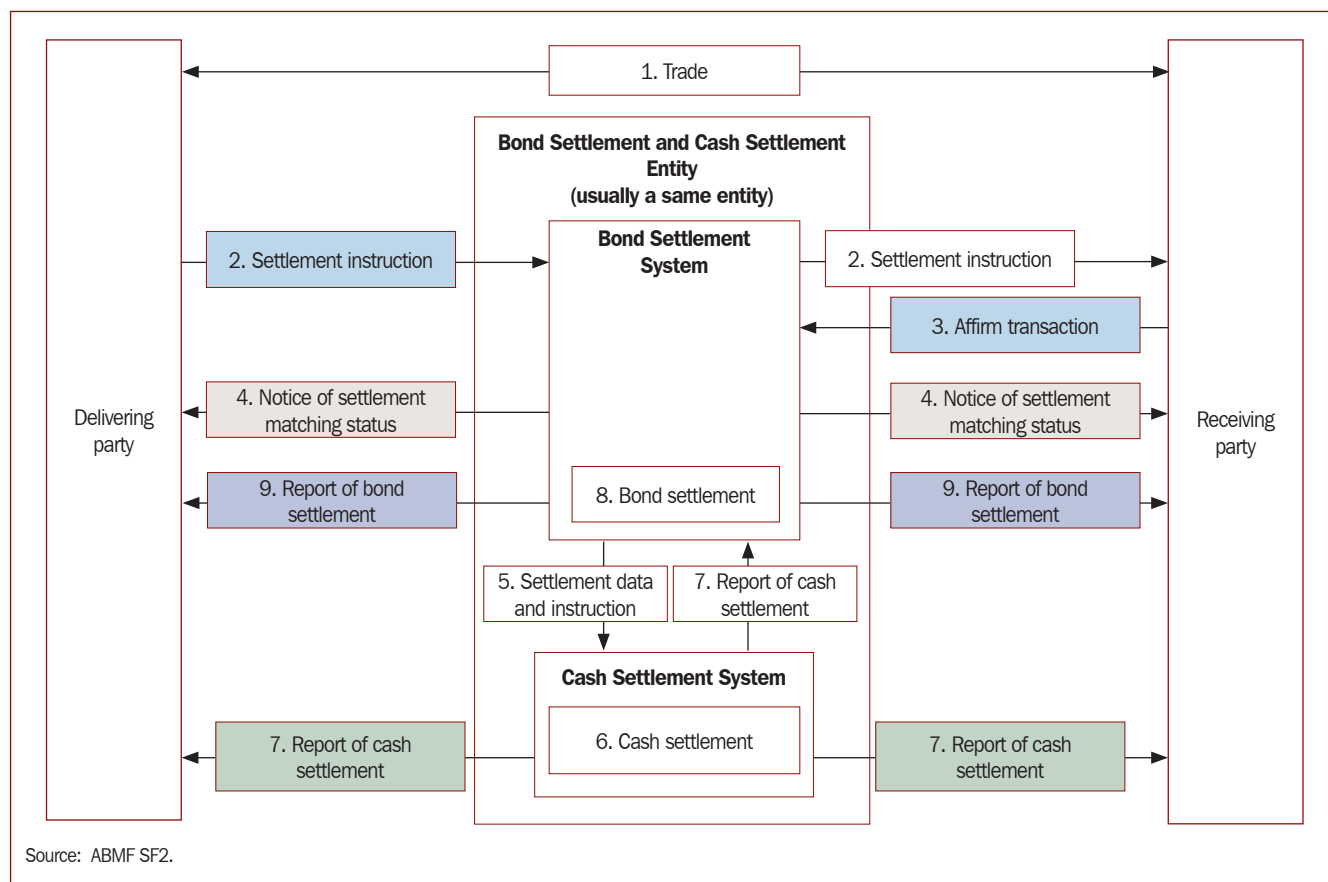 1. Trade
Bond Settlement and Cash Settlement
Entity
(usually a same entity)
Bond Settlement
System
2. Settlement instruction
2. Settlement instruction
3. Affirm transaction
Delivering
party
4. Notice of settlement
matching status
4. Notice of settlement
matching status
Receiving
party
9. Report of bond
settlement
8. Bond settlement
9. Report of bond
settlement
5. Settlement data
and instruction
7. Report of cash
settlement
Cash Settlement System
7. Report of cash
settlement
6. Cash settlement
7. Report of cash
settlement
Source: ABMF SF2.